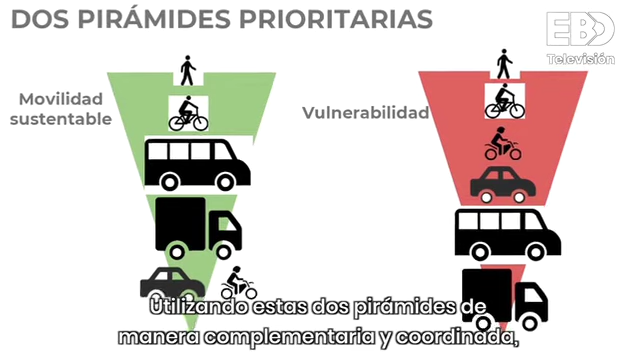 DOS PIRÁMIDES PRIORITARIAS
EBD
Televisión
Movilidad
sustentable
Vulnerabilidad
Utilizando estas dos pirámides de
manera complementaria y coordinada,